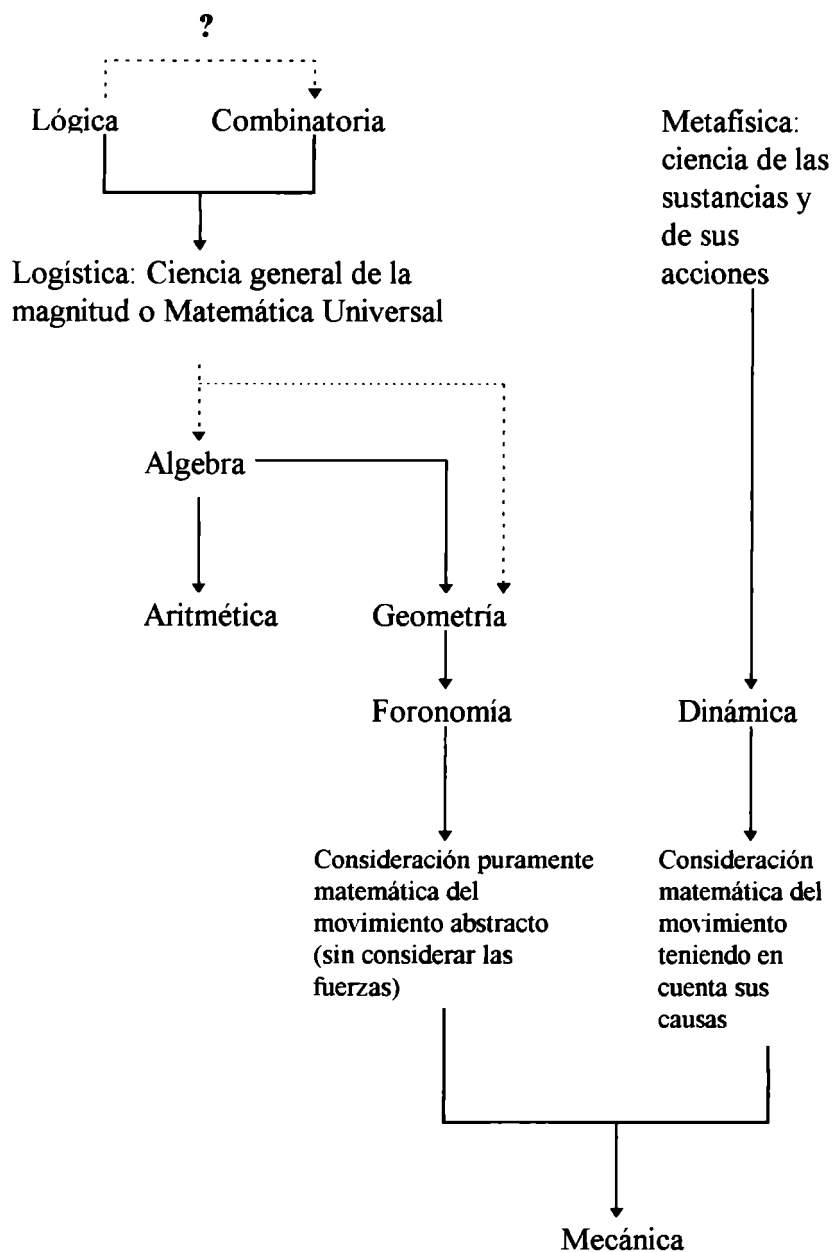 ?
Lógica
Combinatoria
Metafísica:
ciencia de las
sustancias y
de sus
acciones
Logística: Ciencia general de la
magnitud o Matemática Universal
Algebra
Aritmética
Geometría
Foronomía
Dinámica
Consideración puramente
matemática del
movimiento abstracto
(sin considerar las
fuerzas)
Consideración
matemática del
movimiento
teniendo en
cuenta sus
causas
Mecánica